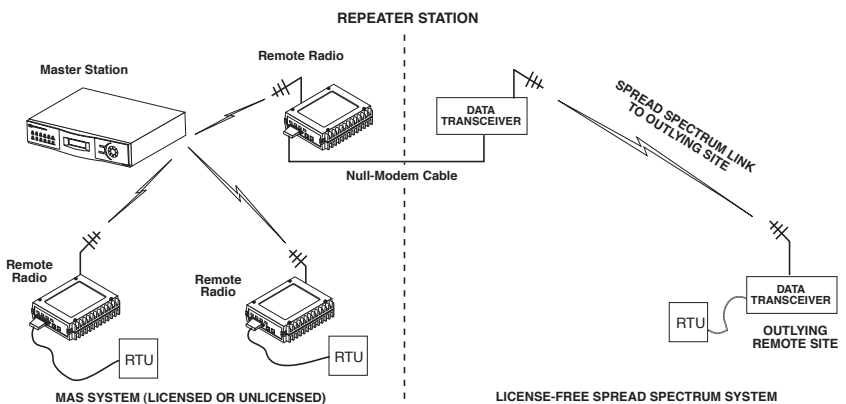 REPEATER STATION
Remote Radio
Master Station
DATA
TRANSCEIVER
SPREAD SPECTRUM LINK
TO OUTLYING SITE
Null-Modem Cable
Remote
Radio
Remote
Radio
RTU
RTU
DATA
TRANSCEIVER
RTU
OUTLYING
REMOTE SITE
MAS SYSTEM (LICENSED OR UNLICENSED)
LICENSE-FREE SPREAD SPECTRUM SYSTEM